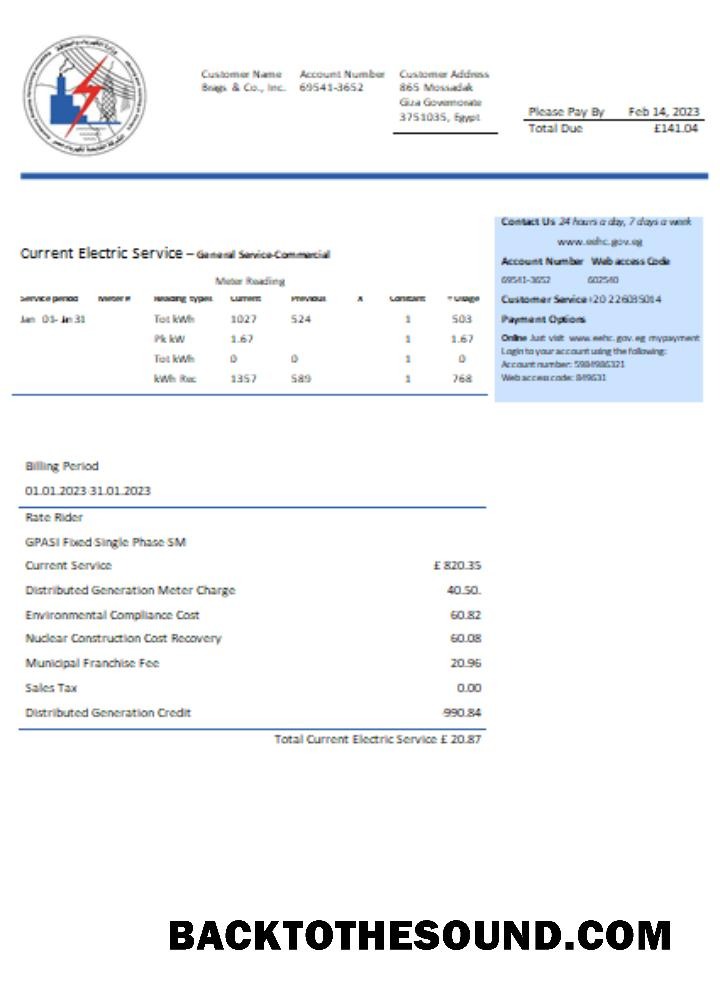 Customer Name Account Number Customer Address
Brags & Co., Inc. 69541-3652 865 Mossadak
Giza Governorate
3751035, Egypt
Please Pay By Feb 14, 2023
Total Due £141.04
Contact Us 24 hours a day, 7 days a week
www.eehc.gov.eg
Account Number Web access Code
69541-3652 602540
Customer Service +20 226035014
Payment Options
Online Just visit www.eehc.gov.eg mypayment
Login to your account using the following:
Account number: 5984986321
Web access code: 849631
Current Electric Service – General Service-Commercial
Meter Reading
Service period Meter # Reading types Current Previous X Constant = Usage
Jan 01- Jn 31 Tot kWh 1027 524 1 503
Pk kW 1.67 1 1.67
Tot kWh 0 0 1 0
kWh Rec 1357 589 1 768
Billing Period
01.01.2023-31.01.2023
Rate Rider
GPASI Fixed Single Phase SM
Current Service £ 820.35
Distributed Generation Meter Charge 40.50.
Environmental Compliance Cost 60.82
Nuclear Construction Cost Recovery 60.08
Municipal Franchise Fee 20.96
Sales Tax 0.00
Distributed Generation Credit -990.84
Total Current Electric Service £ 20.87
BACKTOTHESOUND.COM